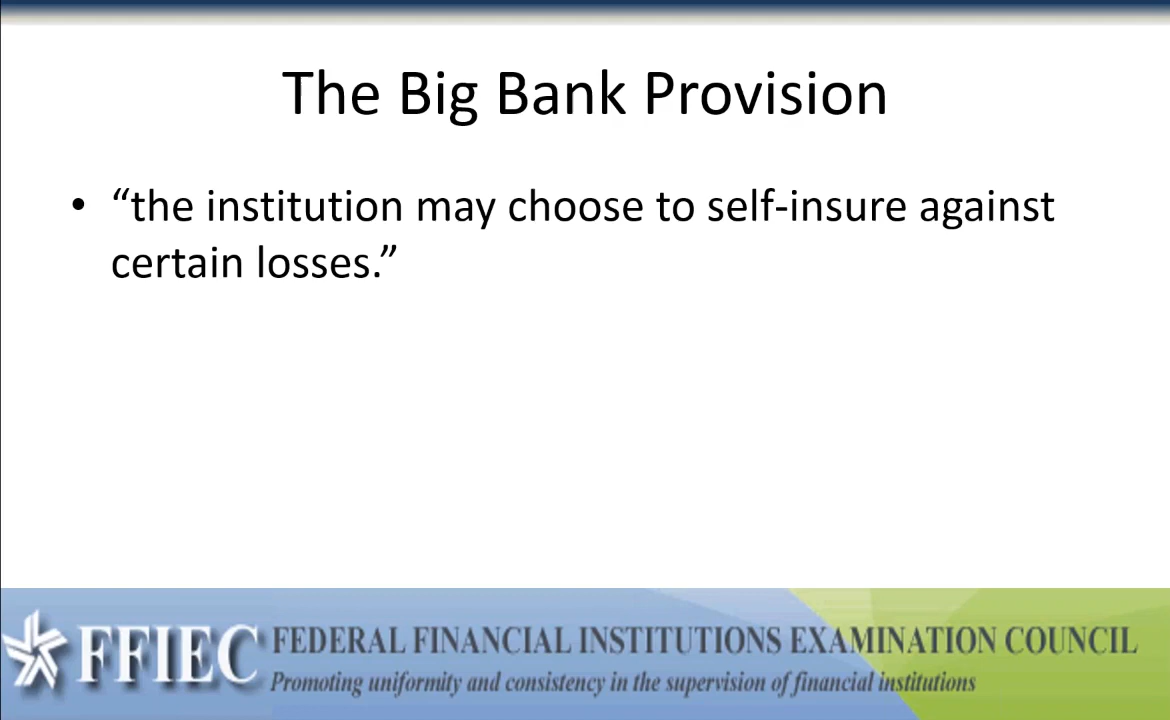 The Big Bank Provision
• “the institution may choose to self-insure against
certain losses.”
FFIEC FEDERAL FINANCIAL INSTITUTIONS EXAMINATION COUNCIL
Promoting uniformity and consistency in the supervision of financial institutions